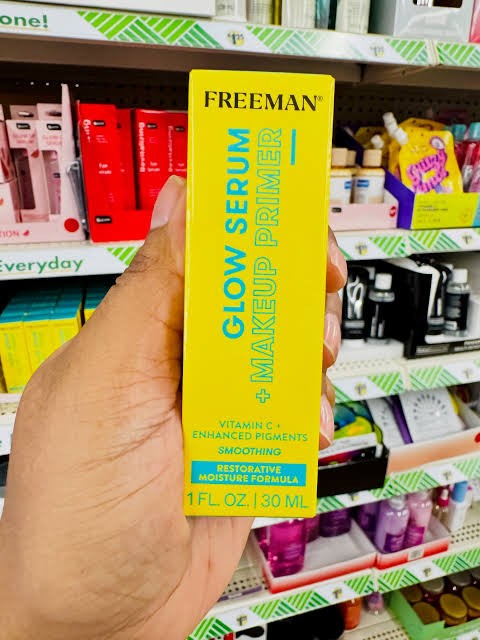 one!
FREEMAN®
GLOW SERUM
+ MAKEUP PRIMER
VITAMIN C +
ENHANCED PIGMENTS
SMOOTHING
RESTORATIVE
MOISTURE FORMULA
1 FL. OZ. | 30 ML
Everyday